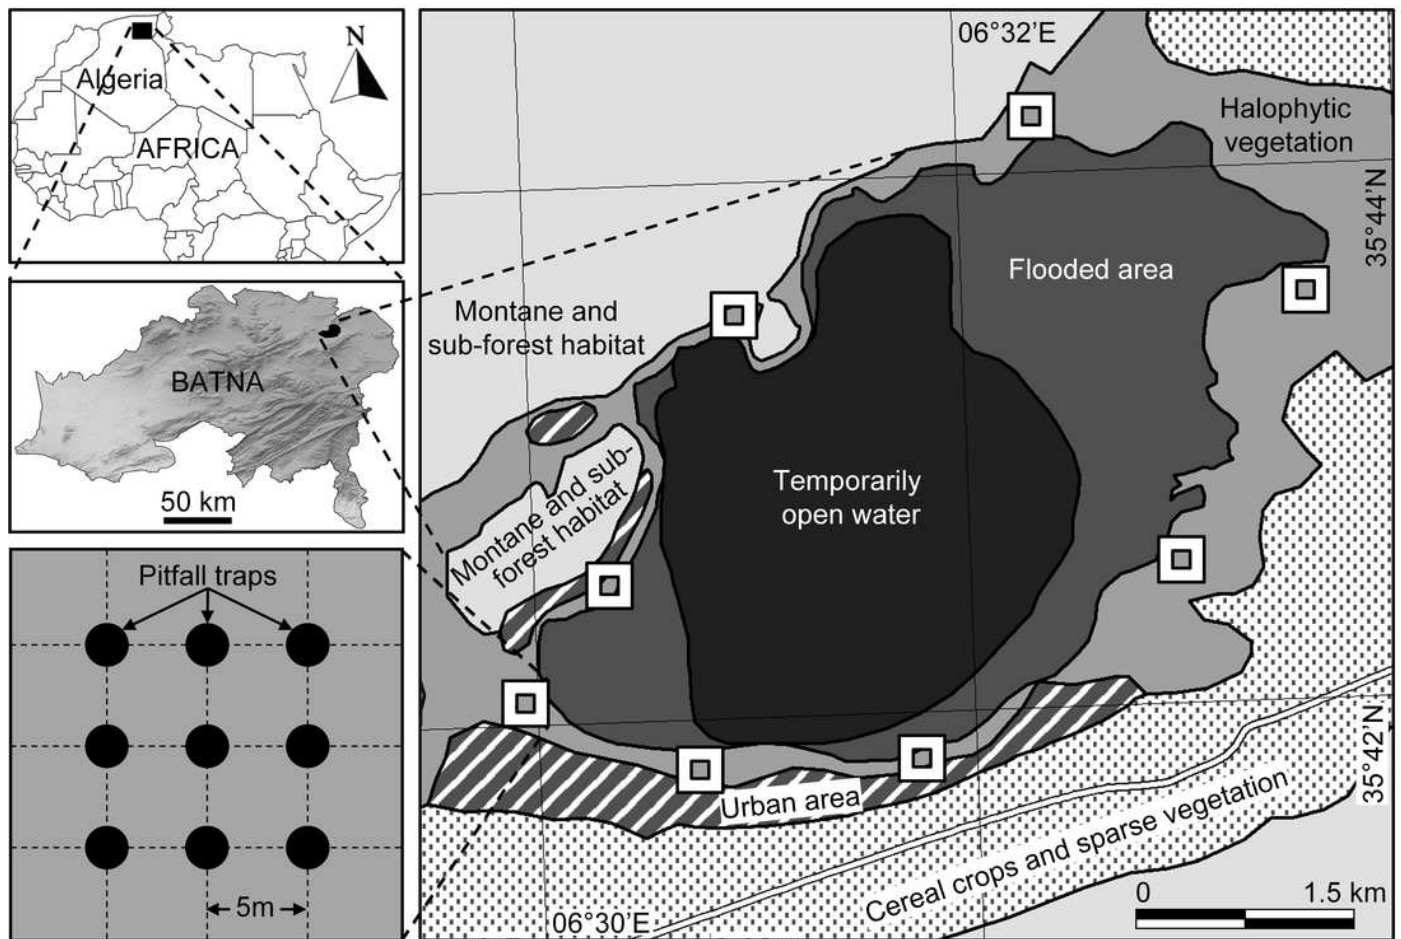 N
Algeria
AFRICA
BATNA
50 km
Pitfall traps
5m
06°32’E
Halophytic
vegetation
35°44’N
Flooded area
Montane and
sub-forest habitat
Temporarily
open water
Montane and sub-
forest habitat
35°42’N
Urban area
Cereal crops and sparse vegetation
06°30’E
0 1.5 km